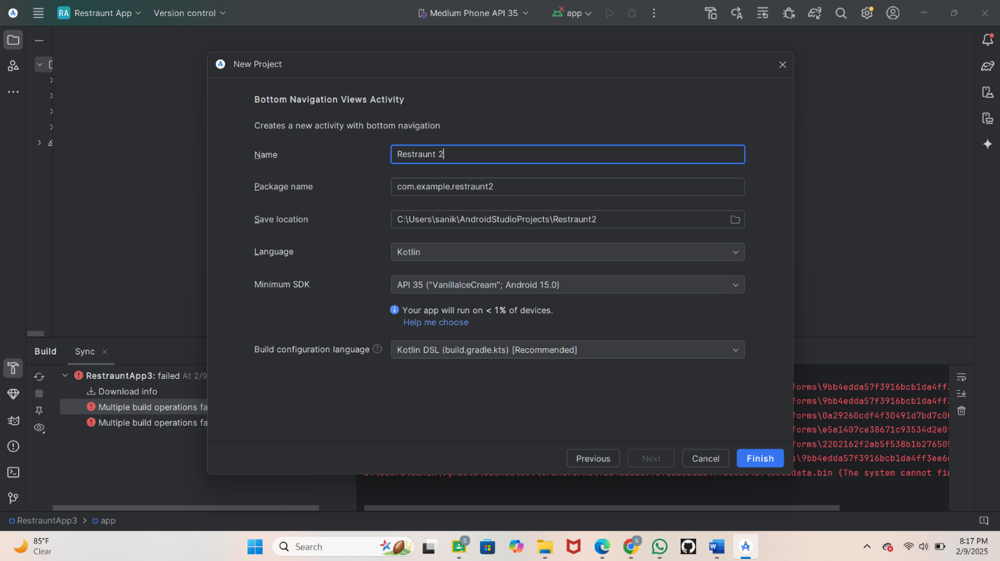 RA Restraunt App Version control Medium Phone API 35 app
New Project
Bottom Navigation Views Activity
Creates a new activity with bottom navigation
Name Restraunt 2
Package name com.example.restraunt2
Save location C:\Users\sanik\AndroidStudioProjects\Restraunt2
Language Kotlin
Minimum SDK API 35 ("VanillaIceCream"; Android 15.0)
Your app will run on < 1% of devices.
Help me choose
Build configuration language Kotlin DSL (build.gradle.kts) [Recommended]
Previous Next Cancel Finish
Build Sync
RestrauntApp3: failed At 2/9
Download info
Multiple build operations fa
Multiple build operations fa
forms\9bb4edda57f3916bcb1da4ff
forms\9bb4edda57f3916bcb1da4ff
forms\0a29260cdf4f30491d7bd7c0
forms\e5a1407ce38671c93534d2e0
forms\2202162f2ab5f538b1b27650
s\9bb4edda57f3916bcb1da4ff3ee6
(The system cannot fi
RestrauntApp3 > app
85°F
Clear
Search
8:17 PM
2/9/2025